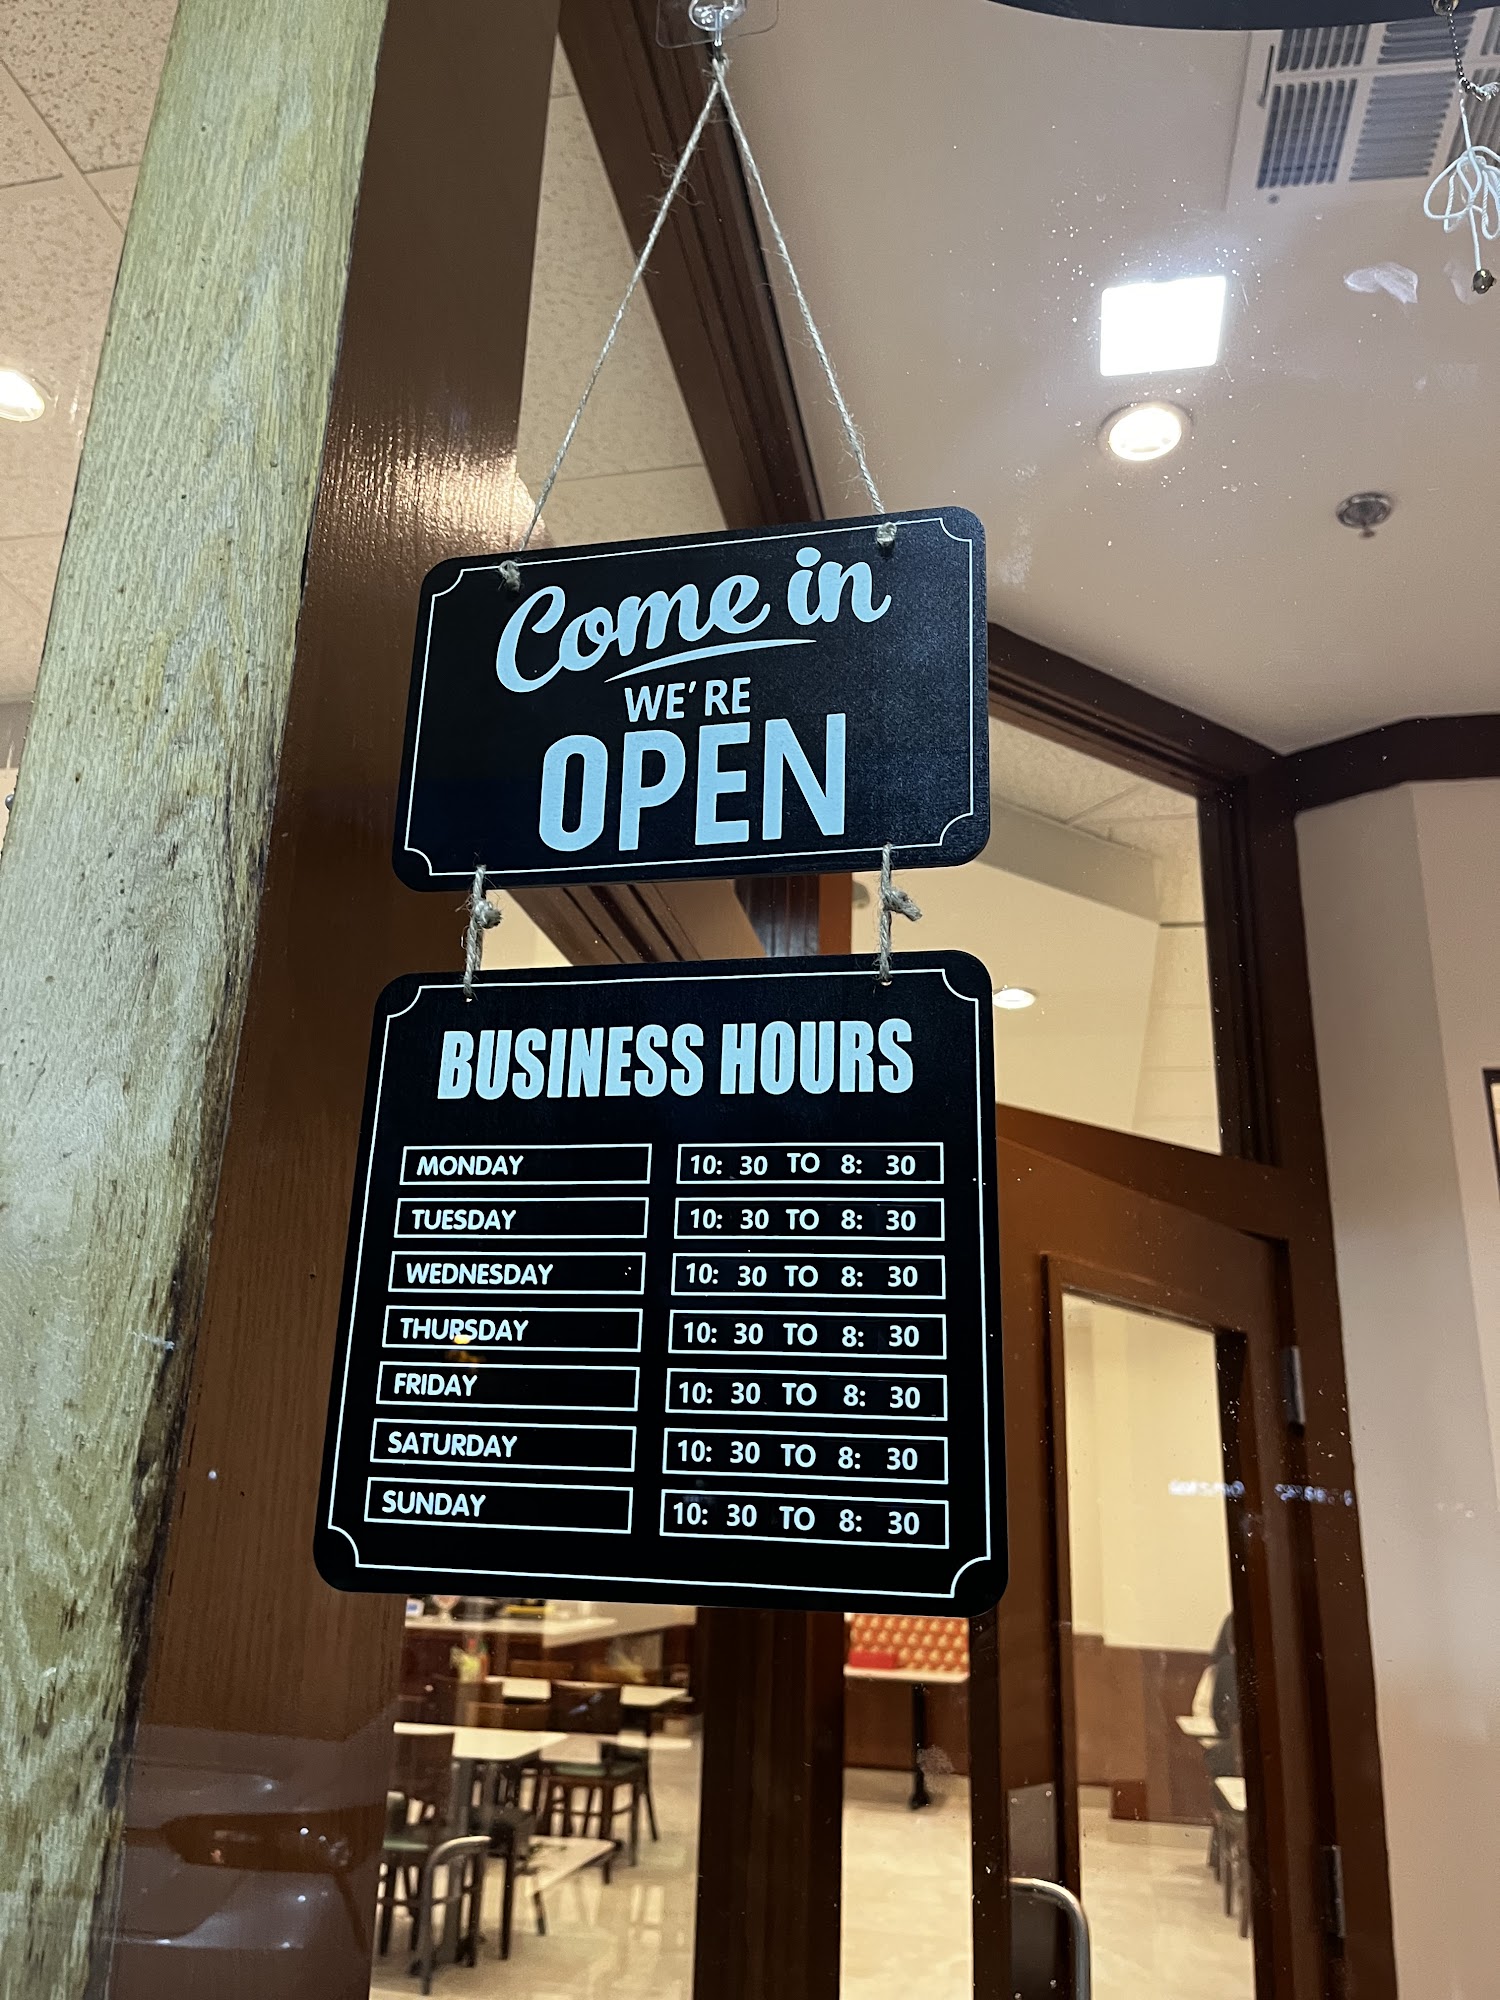 Come in
WE'RE
OPEN
BUSINESS HOURS
MONDAY 10: 30 TO 8: 30
TUESDAY 10: 30 TO 8: 30
WEDNESDAY 10: 30 TO 8: 30
THURSDAY 10: 30 TO 8: 30
FRIDAY 10: 30 TO 8: 30
SATURDAY 10: 30 TO 8: 30
SUNDAY 10: 30 TO 8: 30